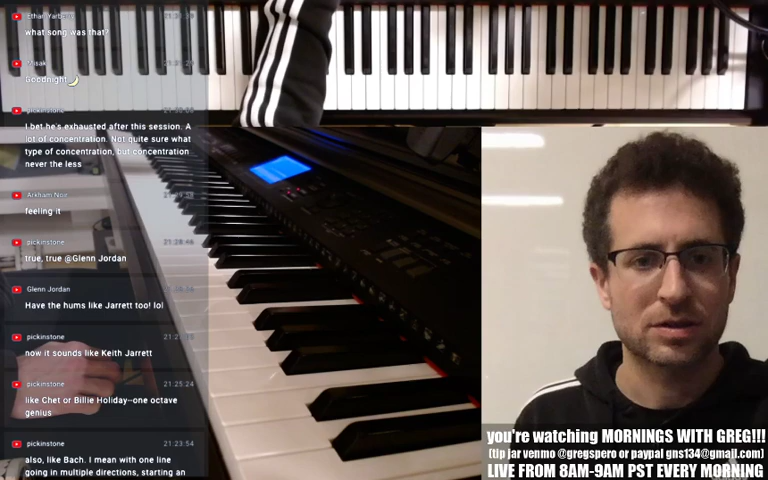 Ethan Yarb
what song was that?
Misak
Goodnight🌙
pickinstone
I bet he's exhausted after this session. A
lot of concentration. Not quite sure what
type of concentration, but concentration
never the less
Arkham Noir
feeling it
pickinstone 21:28:46
true, true @Glenn Jordan
Glenn Jordan
Have the hums like Jarrett too! lol
pickinstone
now it sounds like Keith Jarrett
pickinstone 21:25:24
like Chet or Billie Holiday--one octave
genius
pickinstone 21:23:54
also, like Bach. I mean with one line
going in multiple directions, starting an
you're watching MORNINGS WITH GREG!!!
(tip jar venmo @gregspero or paypal gns134@gmail.com)
LIVE FROM 8AM-9AM PST EVERY MORNING